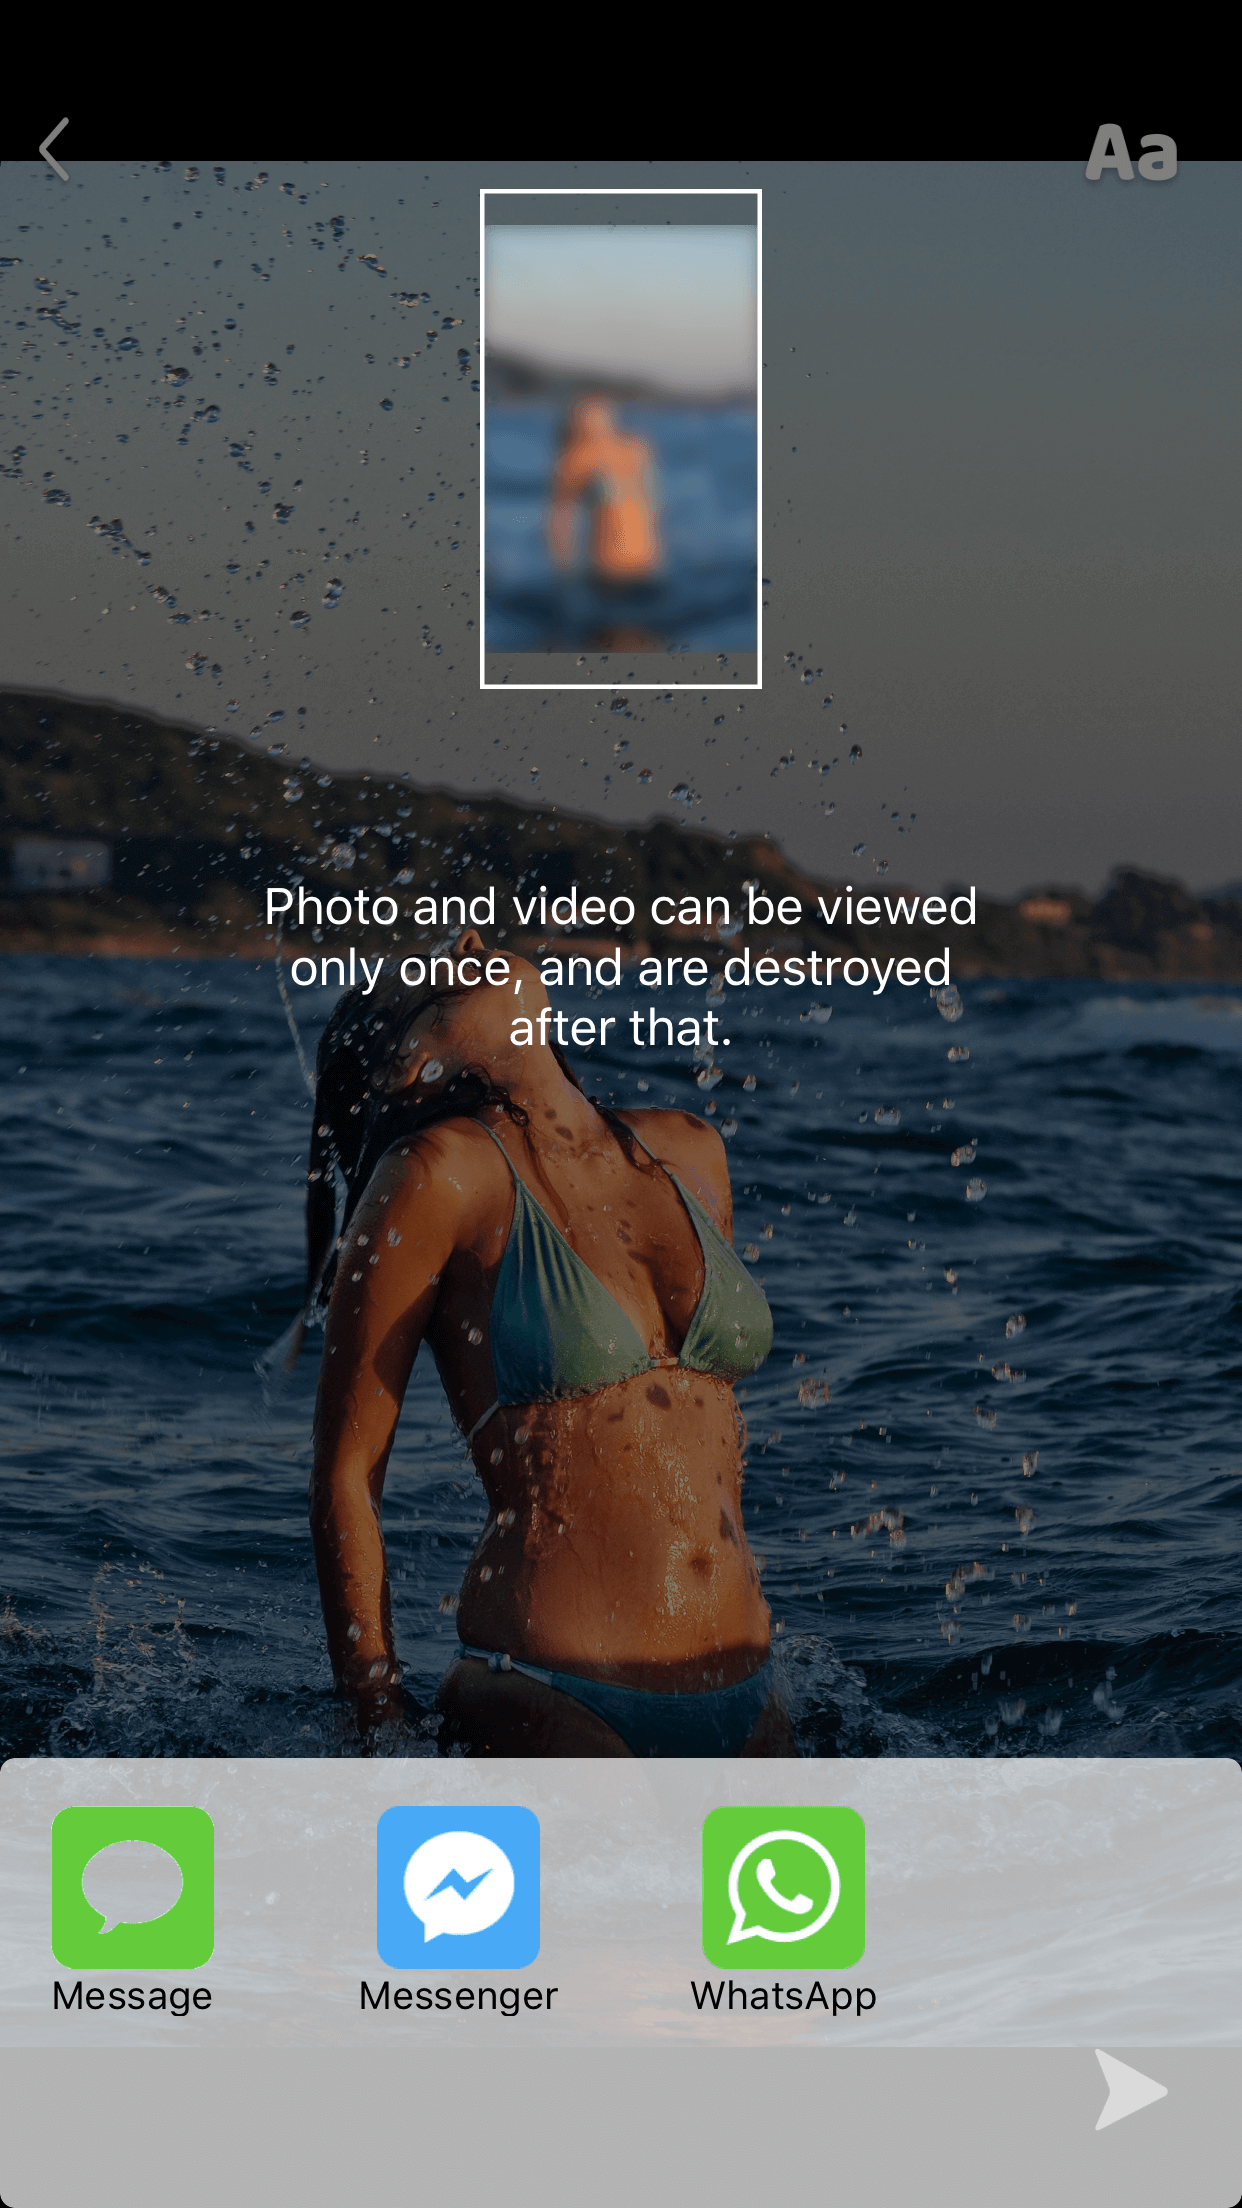 Aa
Photo and video can be viewed
only once, and are destroyed
after that.
Message
Messenger
WhatsApp